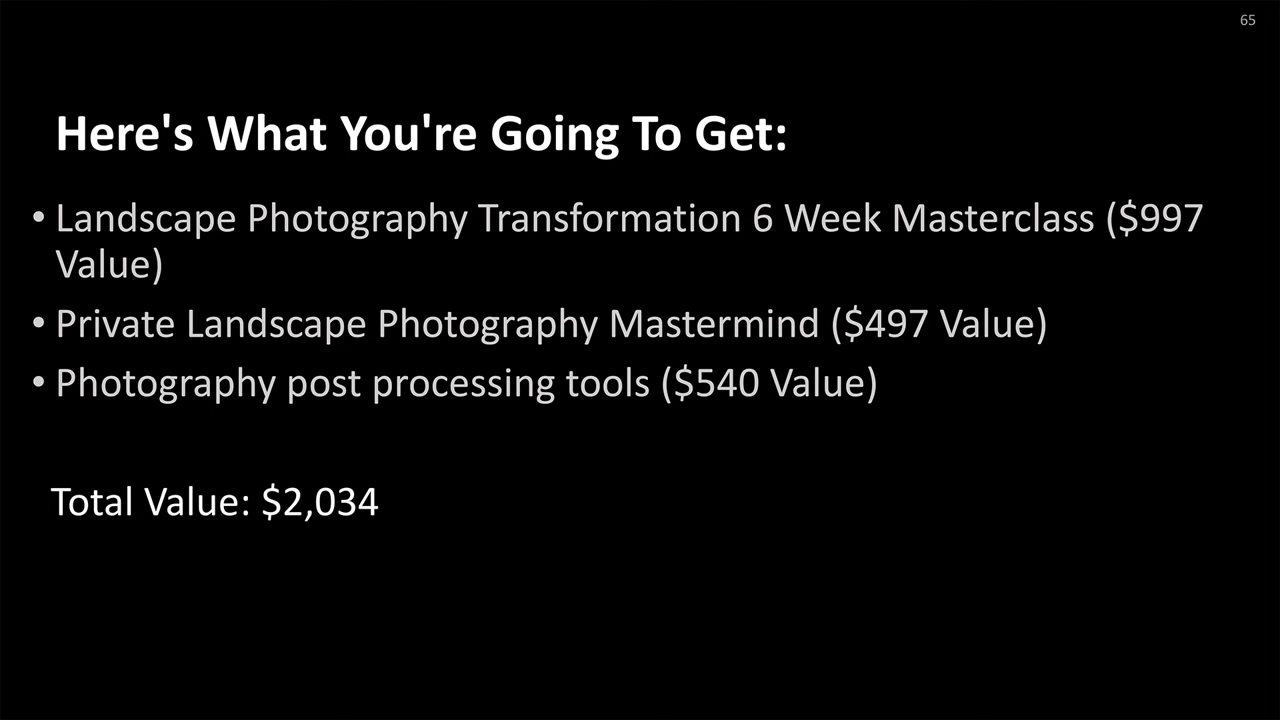 65
Here's What You're Going To Get:
• Landscape Photography Transformation 6 Week Masterclass ($997
Value)
• Private Landscape Photography Mastermind ($497 Value)
• Photography post processing tools ($540 Value)
Total Value: $2,034